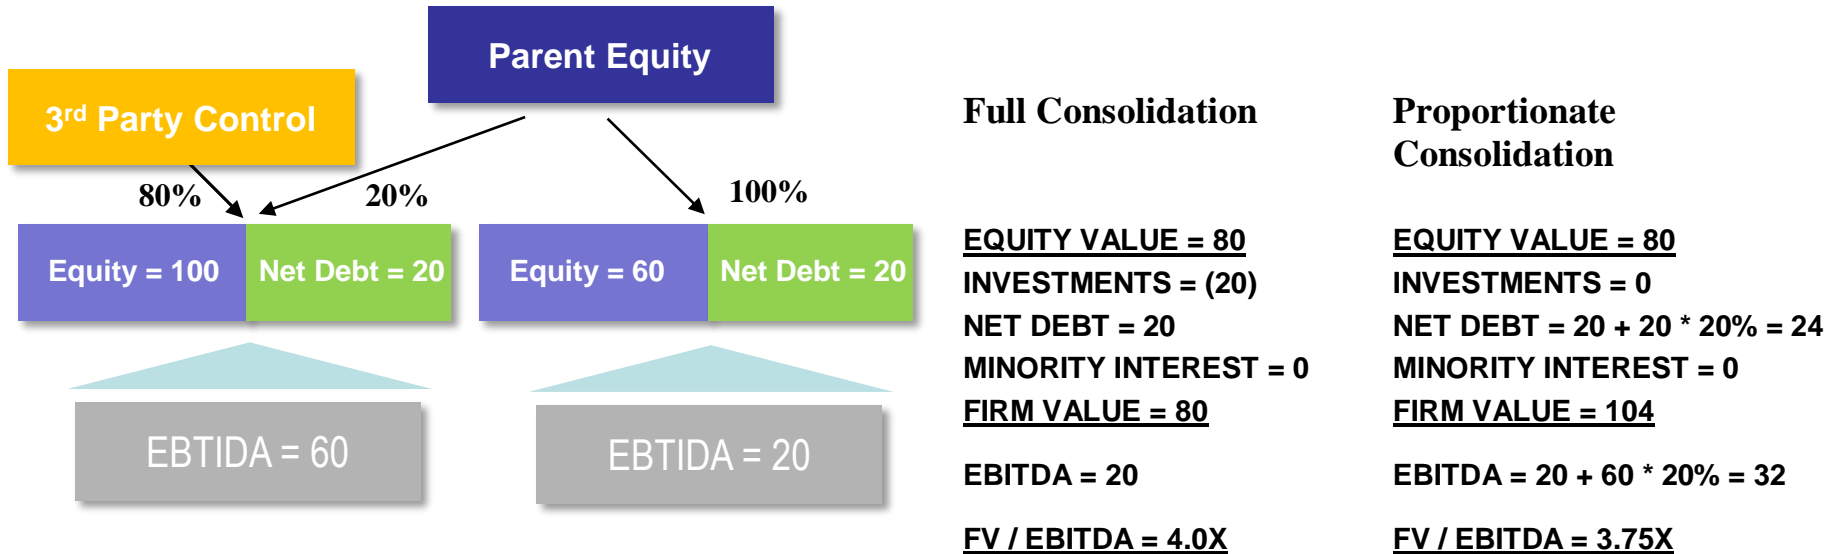 Parent Equity
3rd Party Control
80%
20%
100%
Equity = 100
Net Debt = 20
Equity = 60
Net Debt = 20
EBTIDA = 60
EBTIDA = 20
Full Consolidation
EQUITY VALUE = 80
INVESTMENTS = (20)
NET DEBT = 20
MINORITY INTEREST = 0
FIRM VALUE = 80
EBITDA = 20
FV / EBITDA = 4.0X
Proportionate
Consolidation
EQUITY VALUE = 80
INVESTMENTS = 0
NET DEBT = 20 + 20 * 20% = 24
MINORITY INTEREST = 0
FIRM VALUE = 104
EBITDA = 20 + 60 * 20% = 32
FV / EBITDA = 3.75X